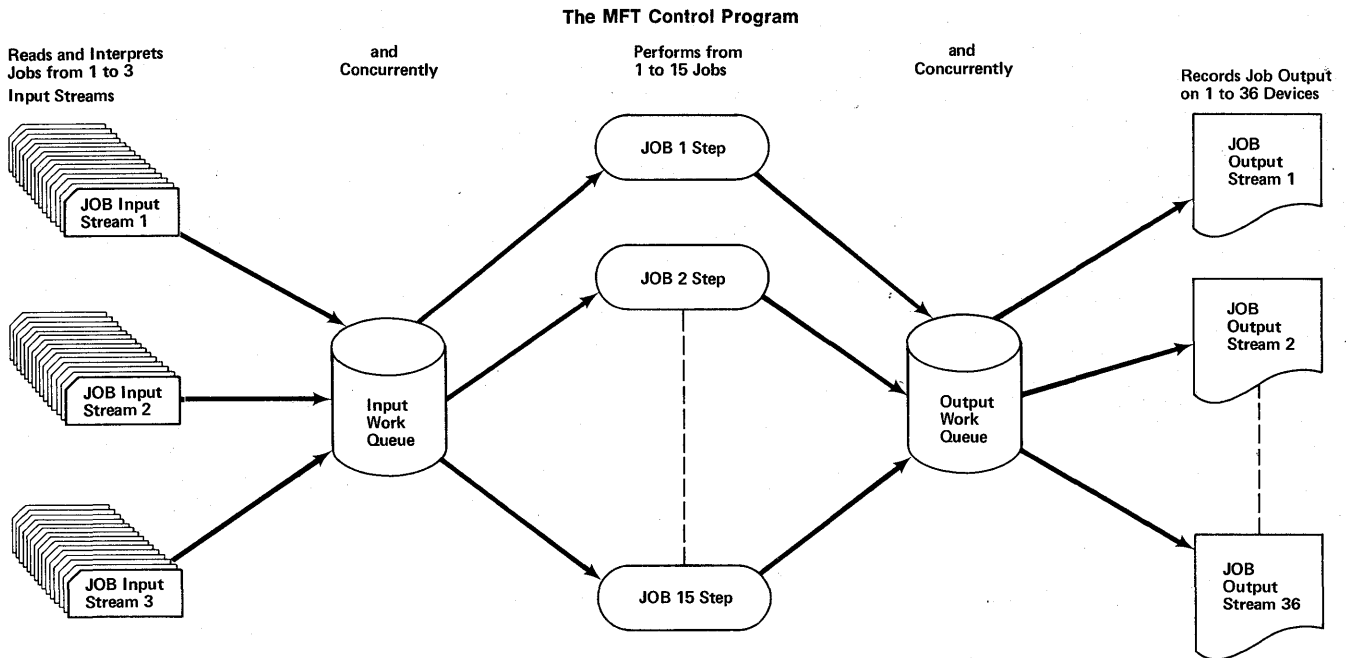 The MFT Control Program
Reads and Interprets
Jobs from 1 to 3
Input Streams
and
Concurrently
Performs from
1 to 15 Jobs
and
Concurrently
Records Job Output
on 1 to 36 Devices
JOB Input
Stream 1
JOB Input
Stream 2
JOB Input
Stream 3
Input
Work
Queue
JOB 1 Step
JOB 2 Step
JOB 15 Step
Output
Work
Queue
JOB
Output
Stream 1
JOB
Output
Stream 2
JOB
Output
Stream 36